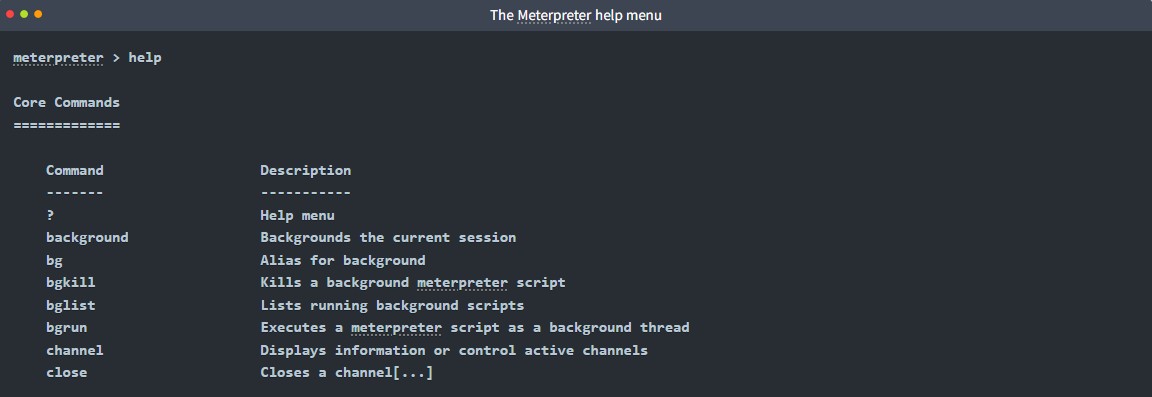 The Meterpreter help menu
meterpreter > help
Core Commands
=============
Command Description
------- -----------
? Help menu
background Backgrounds the current session
bg Alias for background
bgkill Kills a background meterpreter script
bglist Lists running background scripts
bgrun Executes a meterpreter script as a background thread
channel Displays information or control active channels
close Closes a channel[...]